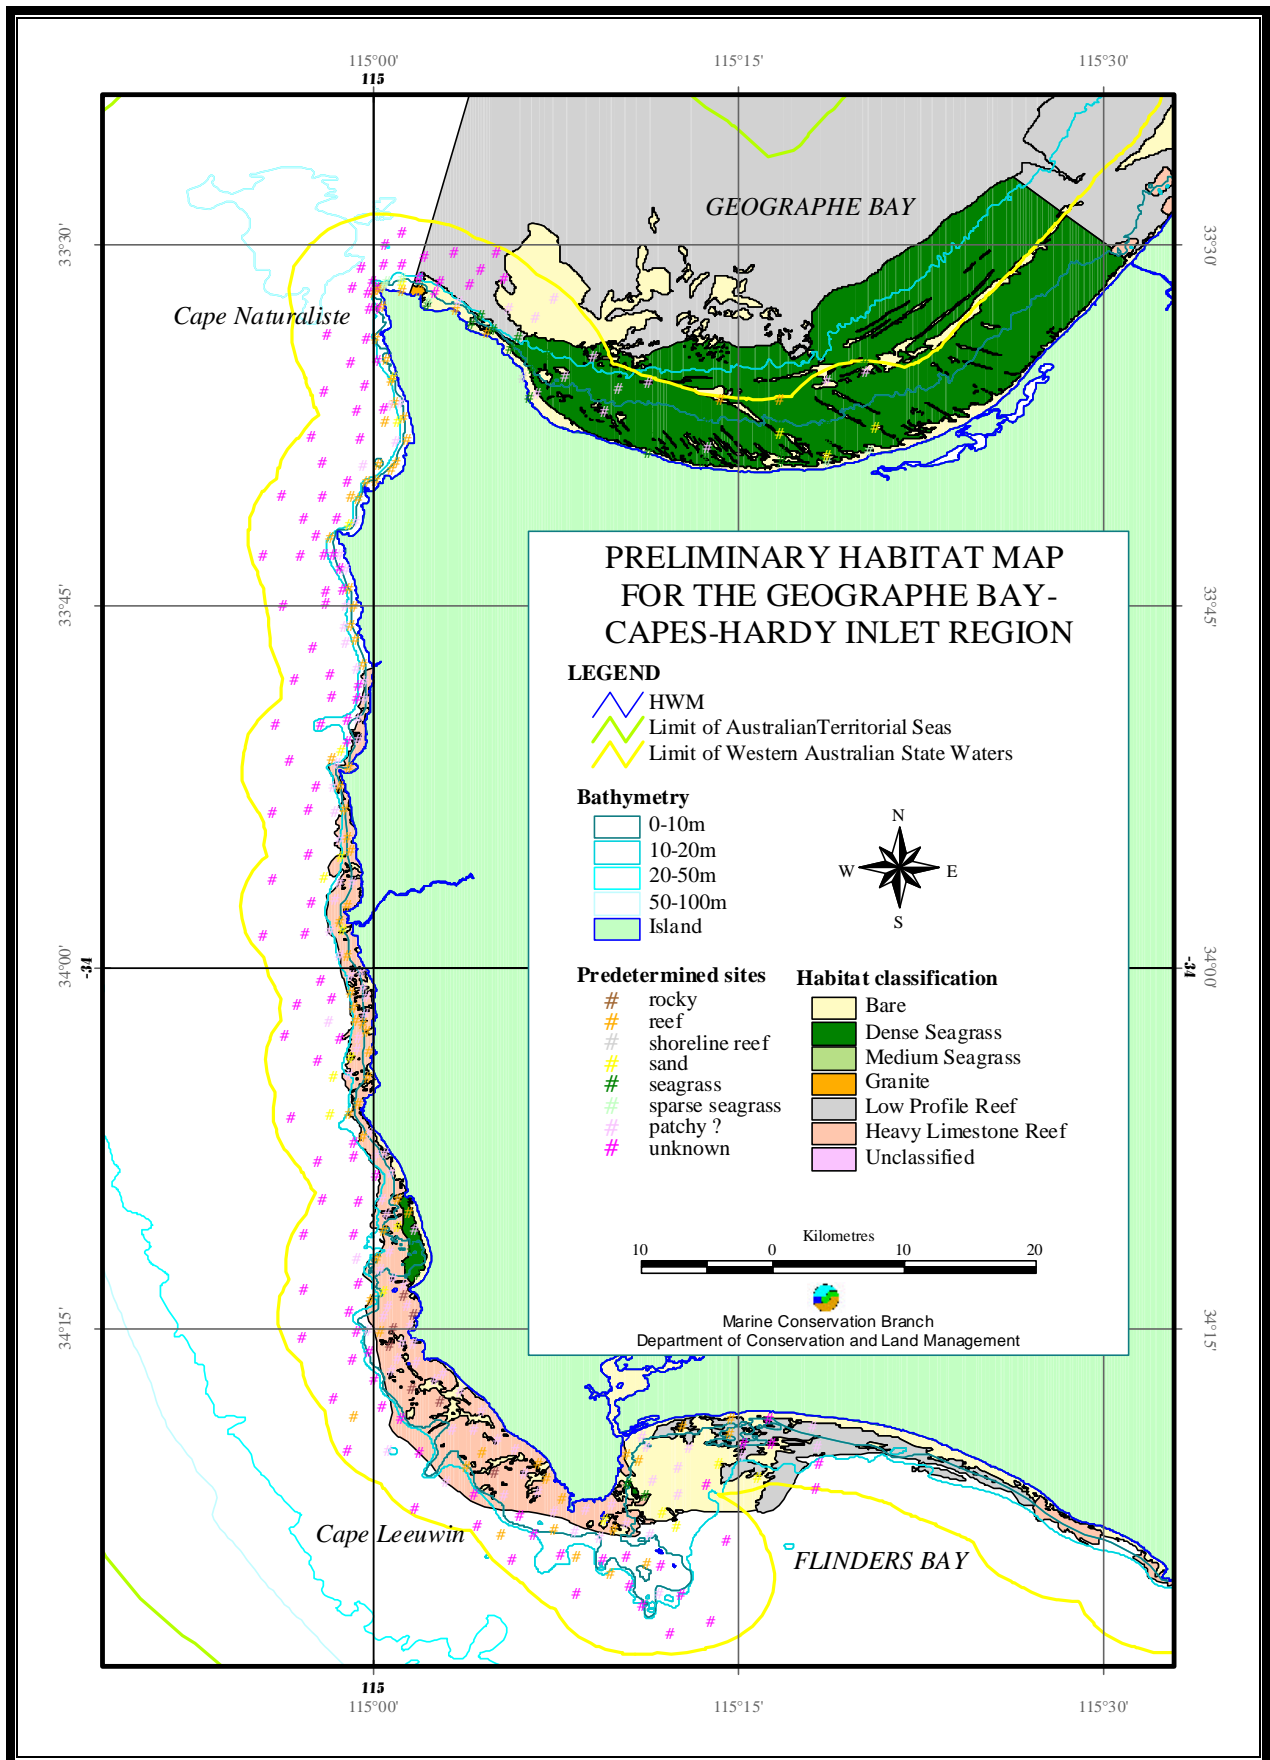 115°00' 115°15' 115°30'
115
GEOGRAPHE BAY
33°30' 33°30'
Cape Naturaliste
PRELIMINARY HABITAT MAP
FOR THE GEOGRAPHE BAY-
CAPES-HARDY INLET REGION
33°45' 33°45'
LEGEND
HWM
Limit of AustralianTerritorial Seas
Limit of Western Australian State Waters
Bathymetry
0-10m
10-20m
20-50m
50-100m
Island
N
W E
S
34°00' -34 -34 34°00'
Predetermined sites
# rocky
# reef
# shoreline reef
# sand
# seagrass
# sparse seagrass
# patchy ?
# unknown
Habitat classification
Bare
Dense Seagrass
Medium Seagrass
Granite
Low Profile Reef
Heavy Limestone Reef
Unclassified
Kilometres
10 0 10 20
Marine Conservation Branch
Department of Conservation and Land Management
34°15' 34°15'
Cape Leeuwin
FLINDERS BAY
115
115°00' 115°15' 115°30'